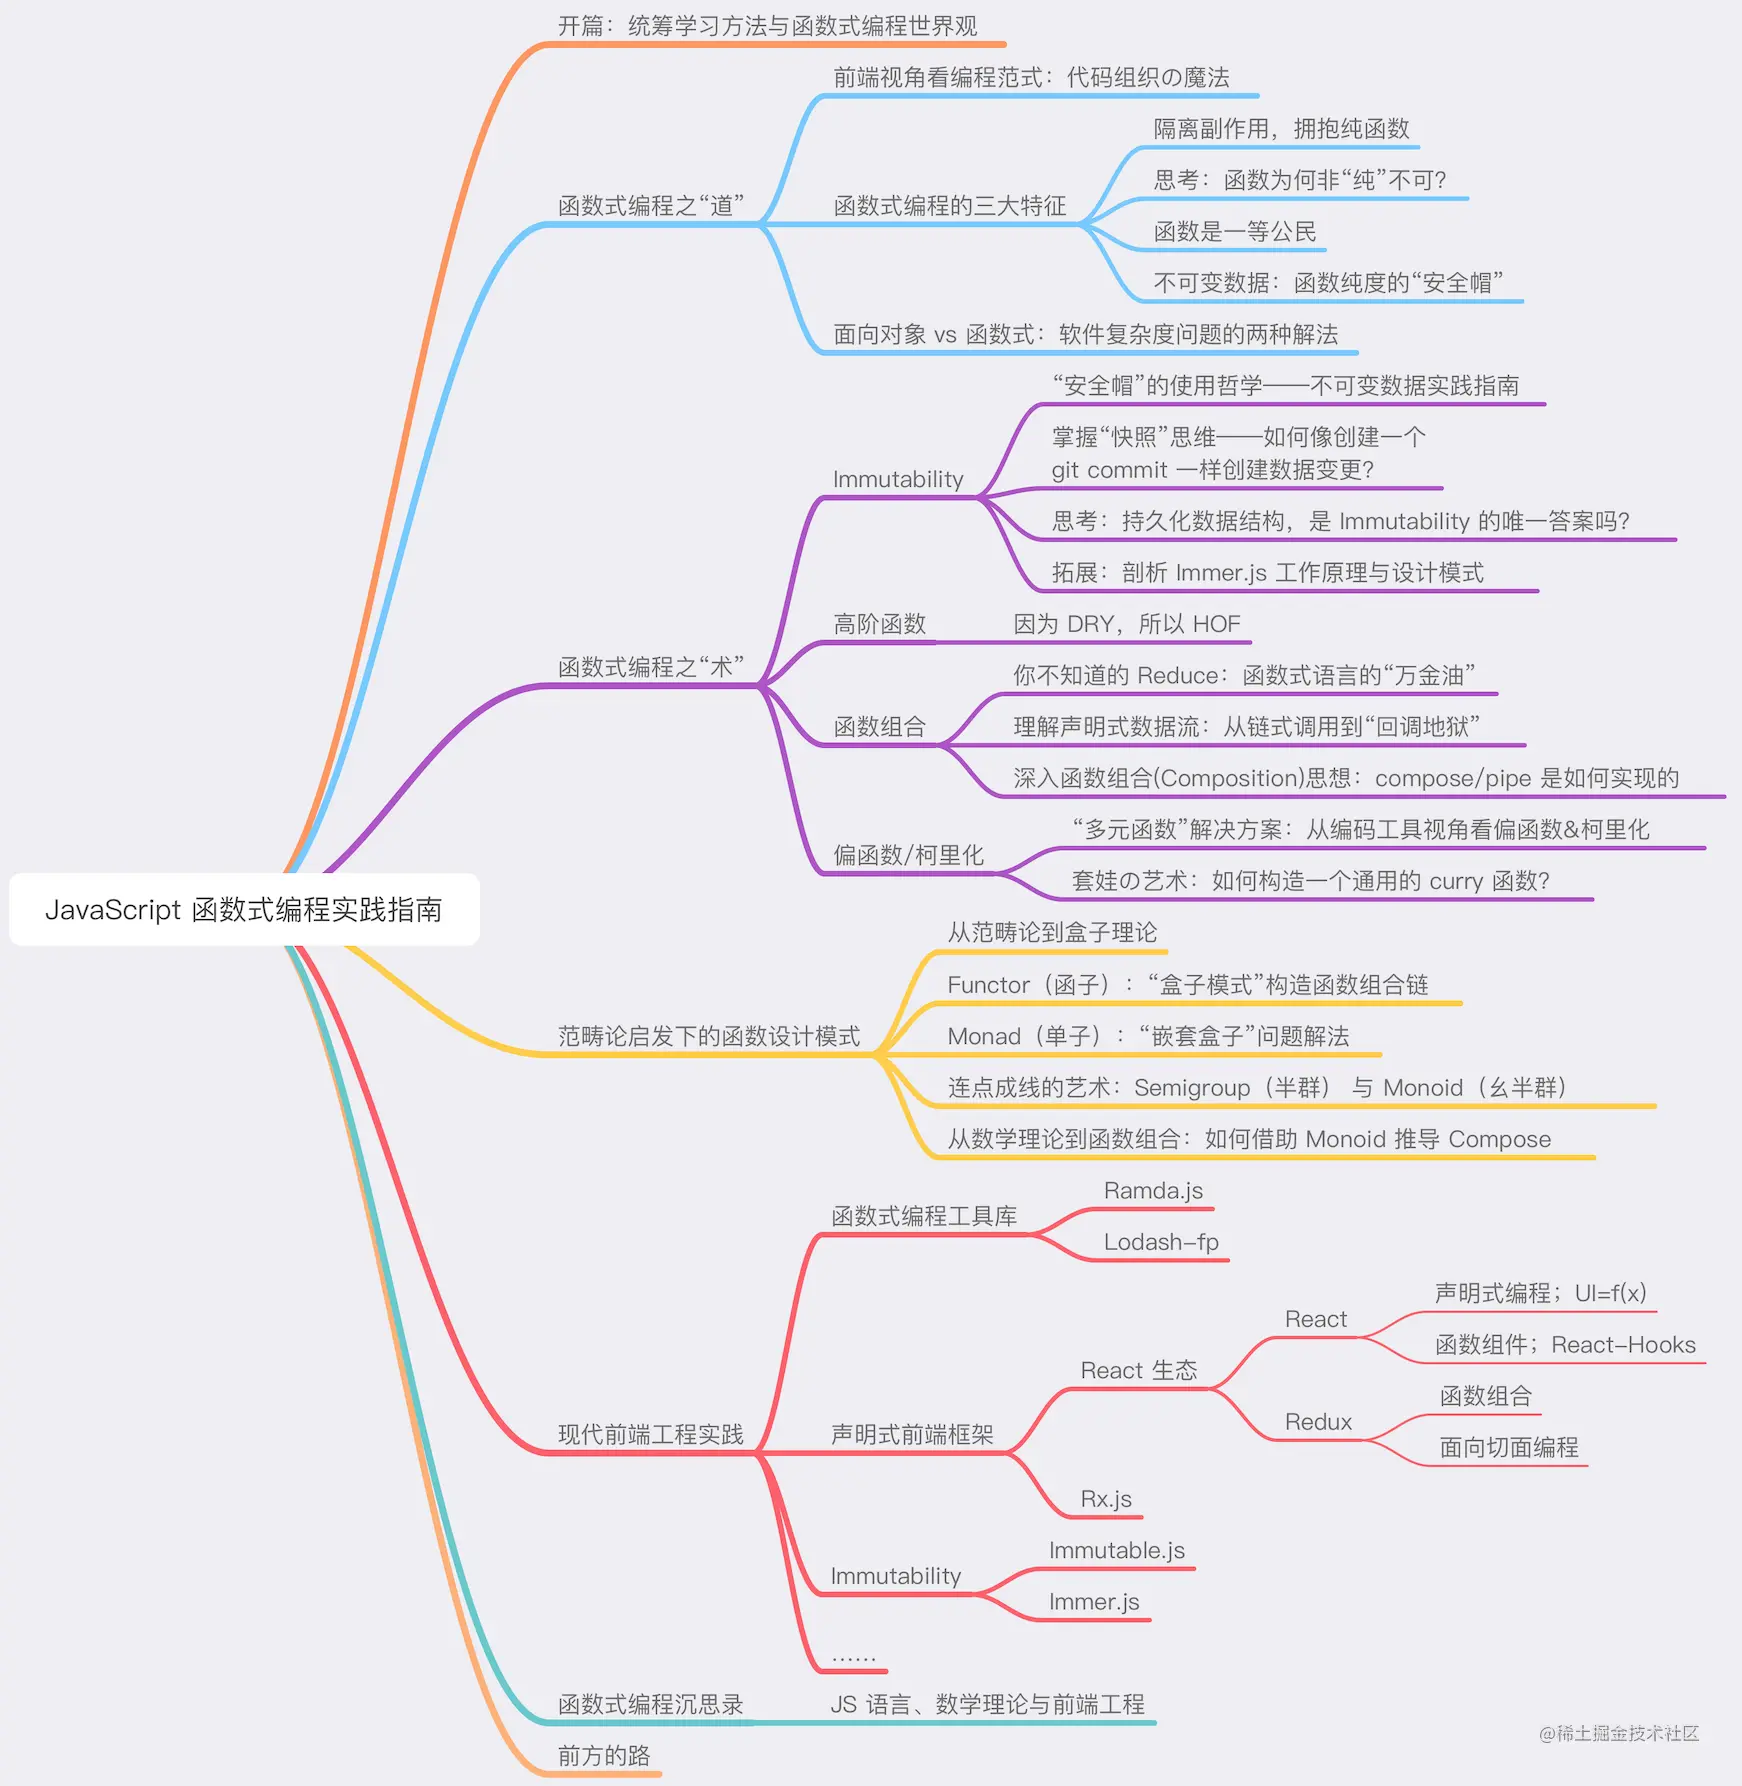 开篇：统筹学习方法与函数式编程世界观
前端视角看编程范式：代码组织の魔法
隔离副作用，拥抱纯函数
思考：函数为何非“纯”不可？
函数式编程之“道”
函数式编程的三大特征
函数是一等公民
不可变数据：函数纯度的“安全帽”
面向对象 vs 函数式：软件复杂度问题的两种解法
“安全帽”的使用哲学——不可变数据实践指南
掌握“快照”思维——如何像创建一个
git commit 一样创建数据变更？
Immutability
思考：持久化数据结构，是 Immutability 的唯一答案吗？
拓展：剖析 Immer.js 工作原理与设计模式
高阶函数
因为 DRY，所以 HOF
函数式编程之“术”
你不知道的 Reduce：函数式语言的“万金油”
函数组合
理解声明式数据流：从链式调用到“回调地狱”
深入函数组合(Composition)思想：compose/pipe 是如何实现的
“多元函数”解决方案：从编码工具视角看偏函数&柯里化
偏函数/柯里化
套娃の艺术：如何构造一个通用的 curry 函数？
JavaScript 函数式编程实践指南
从范畴论到盒子理论
Functor（函子）：“盒子模式”构造函数组合链
范畴论启发下的函数设计模式
Monad（单子）：“嵌套盒子”问题解法
连点成线的艺术：Semigroup（半群） 与 Monoid（幺半群）
从数学理论到函数组合：如何借助 Monoid 推导 Compose
Ramda.js
函数式编程工具库
Lodash-fp
声明式编程；UI=f(x)
React
函数组件；React-Hooks
React 生态
函数组合
Redux
面向切面编程
现代前端工程实践
声明式前端框架
Rx.js
Immutable.js
Immutability
Immer.js
……
函数式编程沉思录
JS 语言、数学理论与前端工程
前方的路
@稀土掘金技术社区